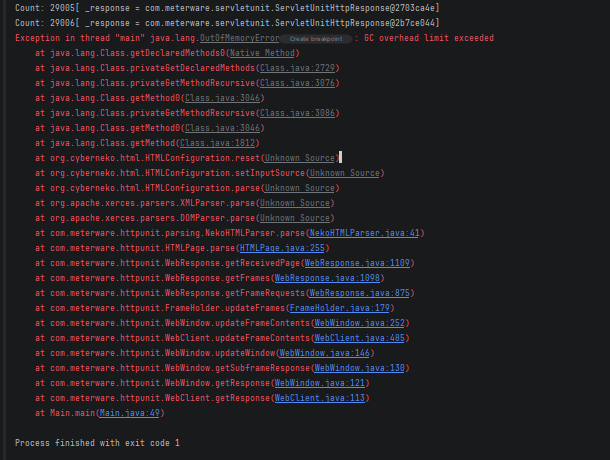 Count: 29005[ _response = com.meterware.servletunit.ServletUnitHttpResponse@2703ca4e]
Count: 29006[ _response = com.meterware.servletunit.ServletUnitHttpResponse@2b7ce044]
Exception in thread "main" java.lang.OutOfMemoryError Create breakpoint : GC overhead limit exceeded
at java.lang.Class.getDeclaredMethods0(Native Method)
at java.lang.Class.privateGetDeclaredMethods(Class.java:2729)
at java.lang.Class.privateGetMethodRecursive(Class.java:3076)
at java.lang.Class.getMethod0(Class.java:3046)
at java.lang.Class.privateGetMethodRecursive(Class.java:3086)
at java.lang.Class.getMethod0(Class.java:3046)
at java.lang.Class.getMethod(Class.java:1812)
at org.cyberneko.html.HTMLConfiguration.reset(Unknown Source)
at org.cyberneko.html.HTMLConfiguration.setInputSource(Unknown Source)
at org.cyberneko.html.HTMLConfiguration.parse(Unknown Source)
at org.apache.xerces.parsers.XMLParser.parse(Unknown Source)
at org.apache.xerces.parsers.DOMParser.parse(Unknown Source)
at com.meterware.httpunit.parsing.NekoHTMLParser.parse(NekoHTMLParser.java:41)
at com.meterware.httpunit.HTMLPage.parse(HTMLPage.java:255)
at com.meterware.httpunit.WebResponse.getReceivedPage(WebResponse.java:1109)
at com.meterware.httpunit.WebResponse.getFrames(WebResponse.java:1098)
at com.meterware.httpunit.WebResponse.getFrameRequests(WebResponse.java:875)
at com.meterware.httpunit.FrameHolder.updateFrames(FrameHolder.java:179)
at com.meterware.httpunit.WebWindow.updateFrameContents(WebWindow.java:252)
at com.meterware.httpunit.WebClient.updateFrameContents(WebClient.java:485)
at com.meterware.httpunit.WebWindow.updateWindow(WebWindow.java:146)
at com.meterware.httpunit.WebWindow.getSubframeResponse(WebWindow.java:130)
at com.meterware.httpunit.WebWindow.getResponse(WebWindow.java:121)
at com.meterware.httpunit.WebClient.getResponse(WebClient.java:113)
at Main.main(Main.java:49)
Process finished with exit code 1